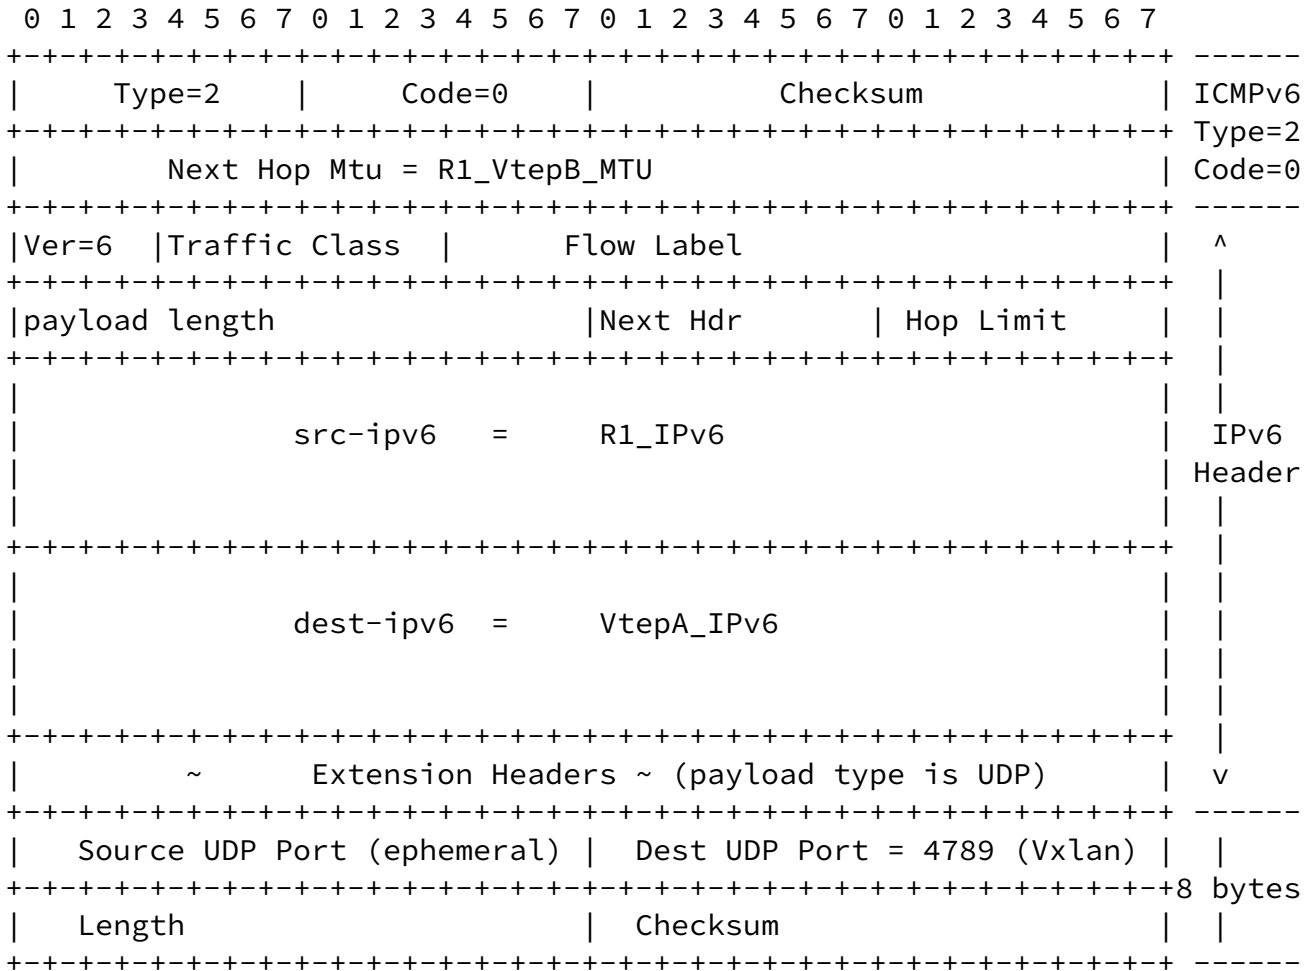 0 1 2 3 4 5 6 7 0 1 2 3 4 5 6 7 0 1 2 3 4 5 6 7 0 1 2 3 4 5 6 7
+-+-+-+-+-+-+-+-+-+-+-+-+-+-+-+-+-+-+-+-+-+-+-+-+-+-+-+-+-+-+-+-+ ------
|     Type=2    |     Code=0    |          Checksum             | ICMPv6
+-+-+-+-+-+-+-+-+-+-+-+-+-+-+-+-+-+-+-+-+-+-+-+-+-+-+-+-+-+-+-+-+ Type=2
|        Next Hop Mtu = R1_VtepB_MTU                            | Code=0
+-+-+-+-+-+-+-+-+-+-+-+-+-+-+-+-+-+-+-+-+-+-+-+-+-+-+-+-+-+-+-+-+ ------
|Ver=6  |Traffic Class  |      Flow Label                       |  ^
+-+-+-+-+-+-+-+-+-+-+-+-+-+-+-+-+-+-+-+-+-+-+-+-+-+-+-+-+-+-+-+-+  |
|payload length                 |Next Hdr       | Hop Limit     |  |
+-+-+-+-+-+-+-+-+-+-+-+-+-+-+-+-+-+-+-+-+-+-+-+-+-+-+-+-+-+-+-+-+  |
|                                                               |  |
|               src-ipv6   =     R1_IPv6                        |  IPv6
|                                                               | Header
|                                                               |  |
+-+-+-+-+-+-+-+-+-+-+-+-+-+-+-+-+-+-+-+-+-+-+-+-+-+-+-+-+-+-+-+-+  |
|                                                               |  |
|               dest-ipv6  =     VtepA_IPv6                     |  |
|                                                               |  |
|                                                               |  |
+-+-+-+-+-+-+-+-+-+-+-+-+-+-+-+-+-+-+-+-+-+-+-+-+-+-+-+-+-+-+-+-+  |
|         ~      Extension Headers ~ (payload type is UDP)      |  v
+-+-+-+-+-+-+-+-+-+-+-+-+-+-+-+-+-+-+-+-+-+-+-+-+-+-+-+-+-+-+-+-+ ------
|   Source UDP Port (ephemeral) |  Dest UDP Port = 4789 (Vxlan) |  |
+-+-+-+-+-+-+-+-+-+-+-+-+-+-+-+-+-+-+-+-+-+-+-+-+-+-+-+-+-+-+-+-+8 bytes
|   Length                      |  Checksum                     |  |
+-+-+-+-+-+-+-+-+-+-+-+-+-+-+-+-+-+-+-+-+-+-+-+-+-+-+-+-+-+-+-+-+ ------